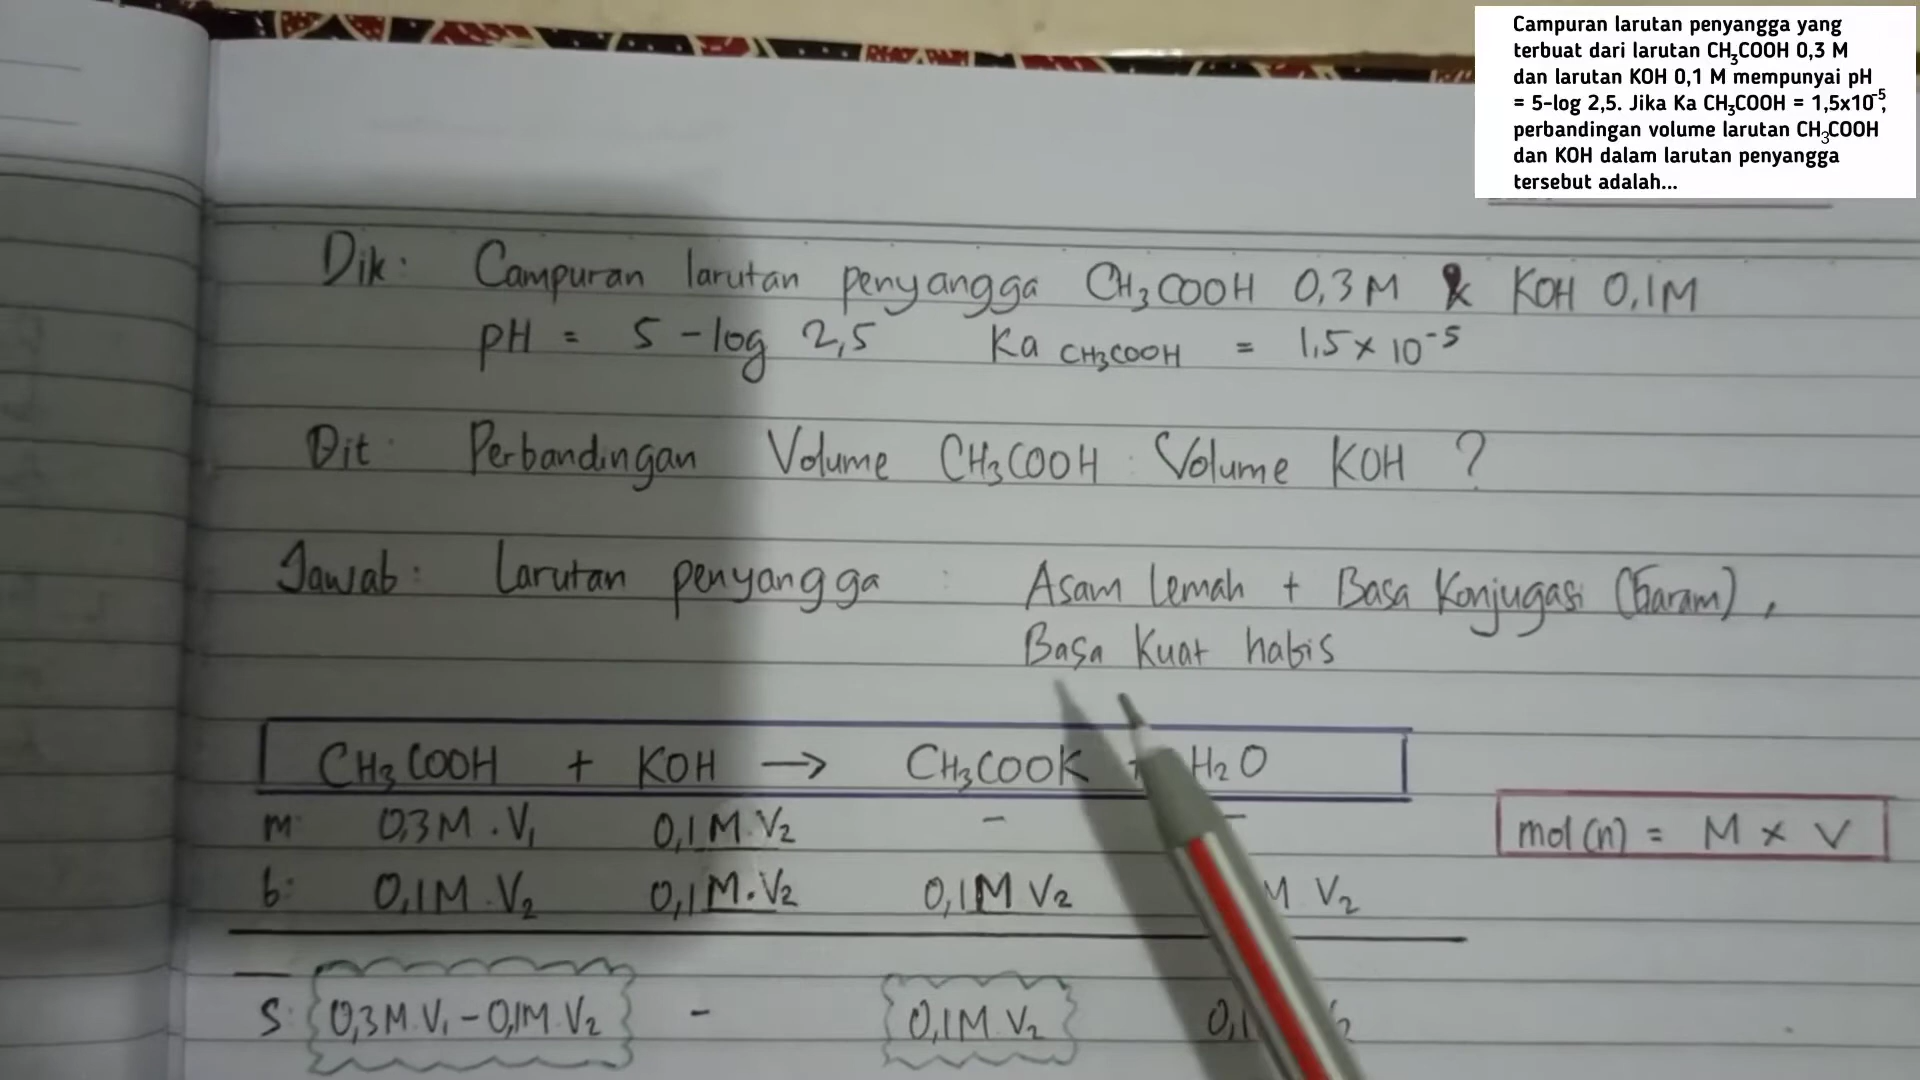 Campuran larutan penyangga yang
terbuat dari larutan CH₃COOH 0,3 M
dan larutan KOH 0,1 M mempunyai pH
= 5-log 2,5. Jika Ka CH₃COOH = 1,5x10⁻⁵,
perbandingan volume larutan CH₃COOH
dan KOH dalam larutan penyangga
tersebut adalah...
Dik: Campuran larutan penyangga CH₃COOH 0,3 M & KOH 0,1M
pH = 5 - log 2,5 Ka CH₃COOH = 1,5 × 10⁻⁵
Dit: Perbandingan Volume CH₃COOH : Volume KOH ?
Jawab: Larutan penyangga : Asam lemah + Basa Konjugasi (Garam),
Basa Kuat habis
CH₃COOH + KOH → CH₃COOK + H₂O
m: 0,3M . V₁ 0,1M.V₂ - -
b: 0,1M . V₂ 0,1M.V₂ 0,1M V₂ M V₂
S: 0,3M.V₁ - 0,1M.V₂ - 0,1M.V₂
mol (n) = M × V